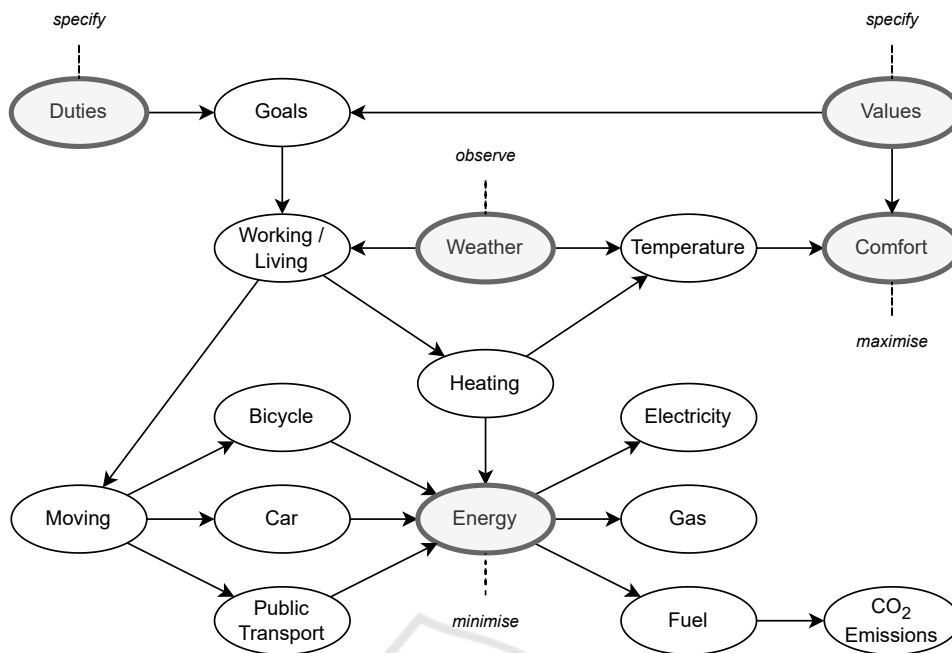 specify
specify
Duties
Goals
Values
observe
Working /
Living
Weather
Temperature
Comfort
maximise
Heating
Bicycle
Electricity
Moving
Car
Energy
Gas
Public
Transport
minimise
Fuel
CO2
Emissions